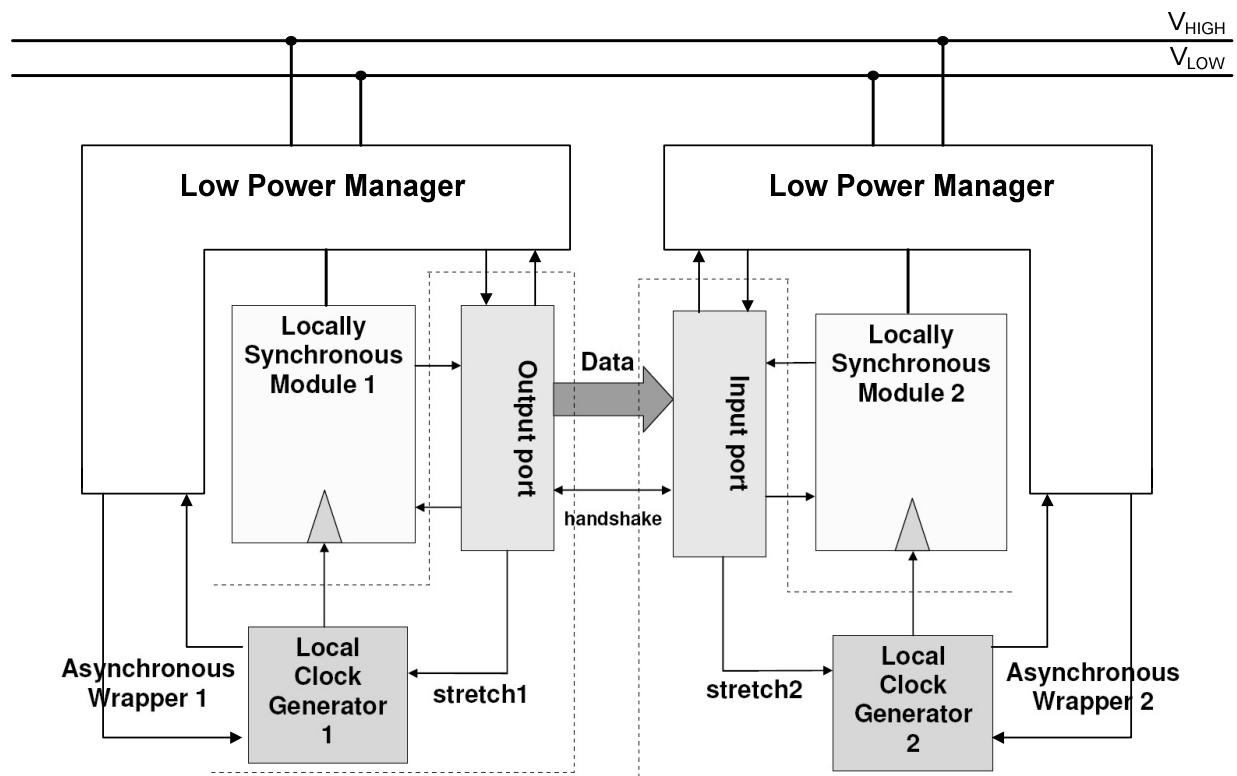 VHIGH
VLOW
Low Power Manager
Low Power Manager
Locally
Synchronous
Module 1
Output port
Data
handshake
Input port
Locally
Synchronous
Module 2
Local
Clock
Generator
1
Asynchronous
Wrapper 1
stretch1
stretch2
Local
Clock
Generator
2
Asynchronous
Wrapper 2